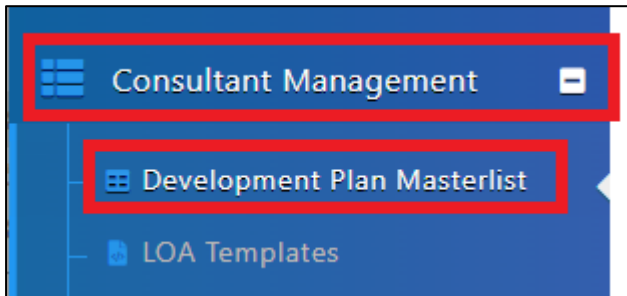 Consultant Management
Development Plan Masterlist
LOA Templates